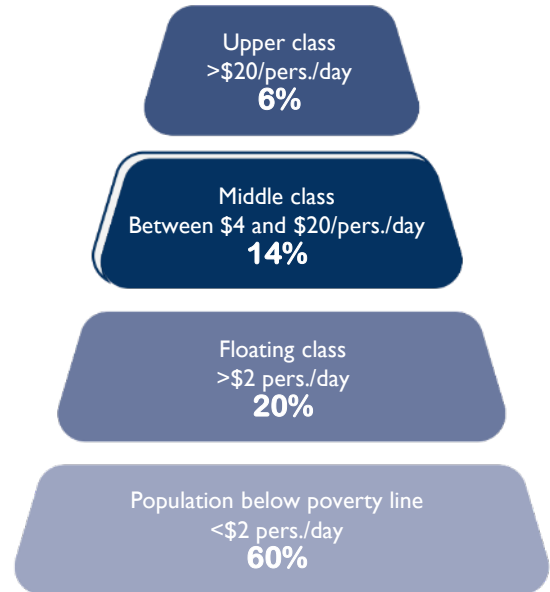 Upper class
>$20/pers./day
6%
Middle class
Between $4 and $20/pers./day
14%
Floating class
>$2 pers./day
20%
Population below poverty line
<$2 pers./day
60%